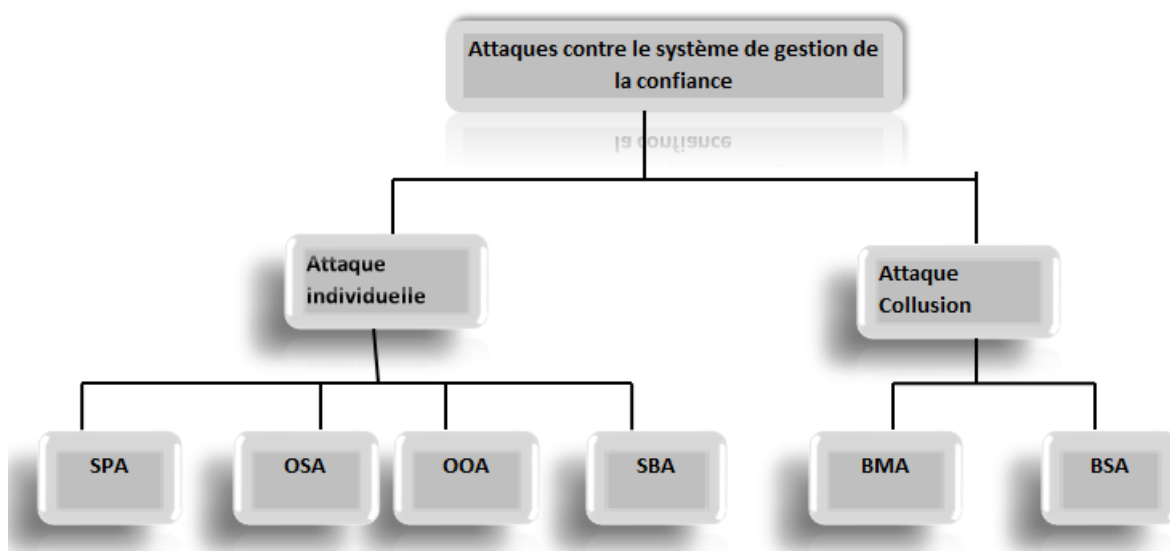 Attaques contre le système de gestion de
la confiance
Attaque
individuelle
Attaque
Collusion
SPA
OSA
OOA
SBA
BMA
BSA